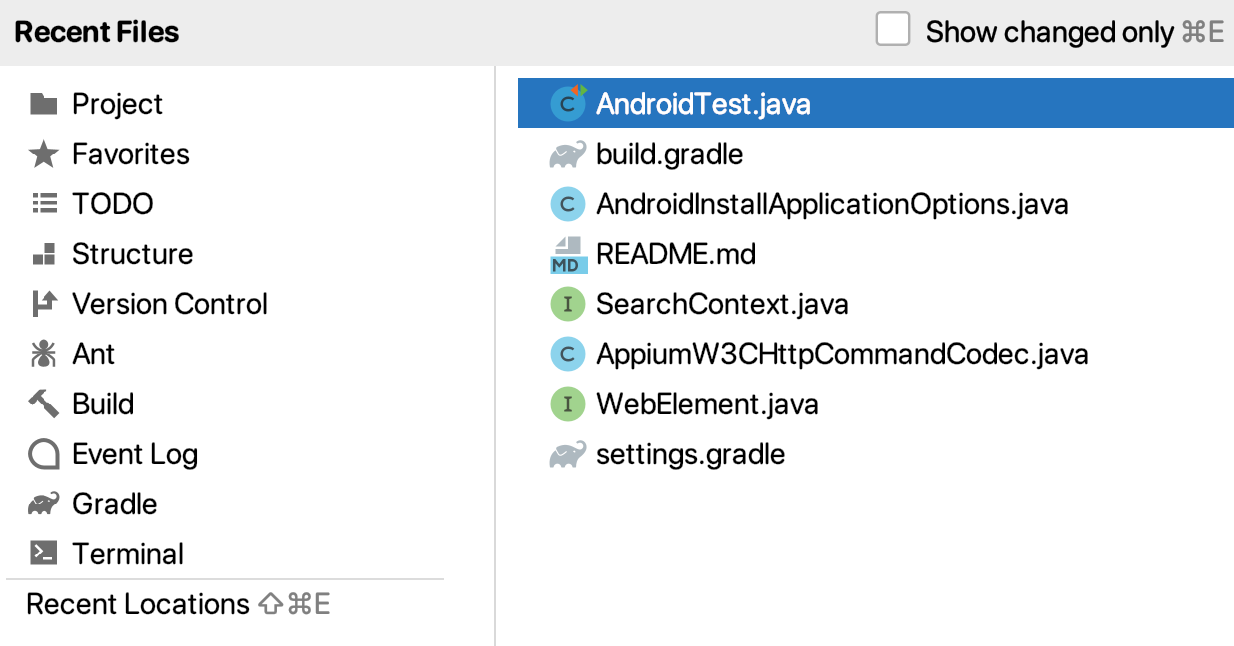 Recent Files
Show changed only ⌘E
Project
Favorites
TODO
Structure
Version Control
Ant
Build
Event Log
Gradle
Terminal
Recent Locations ⇧⌘E
C AndroidTest.java
build.gradle
C AndroidInstallApplicationOptions.java
MD README.md
I SearchContext.java
C AppiumW3CHttpCommandCodec.java
I WebElement.java
settings.gradle